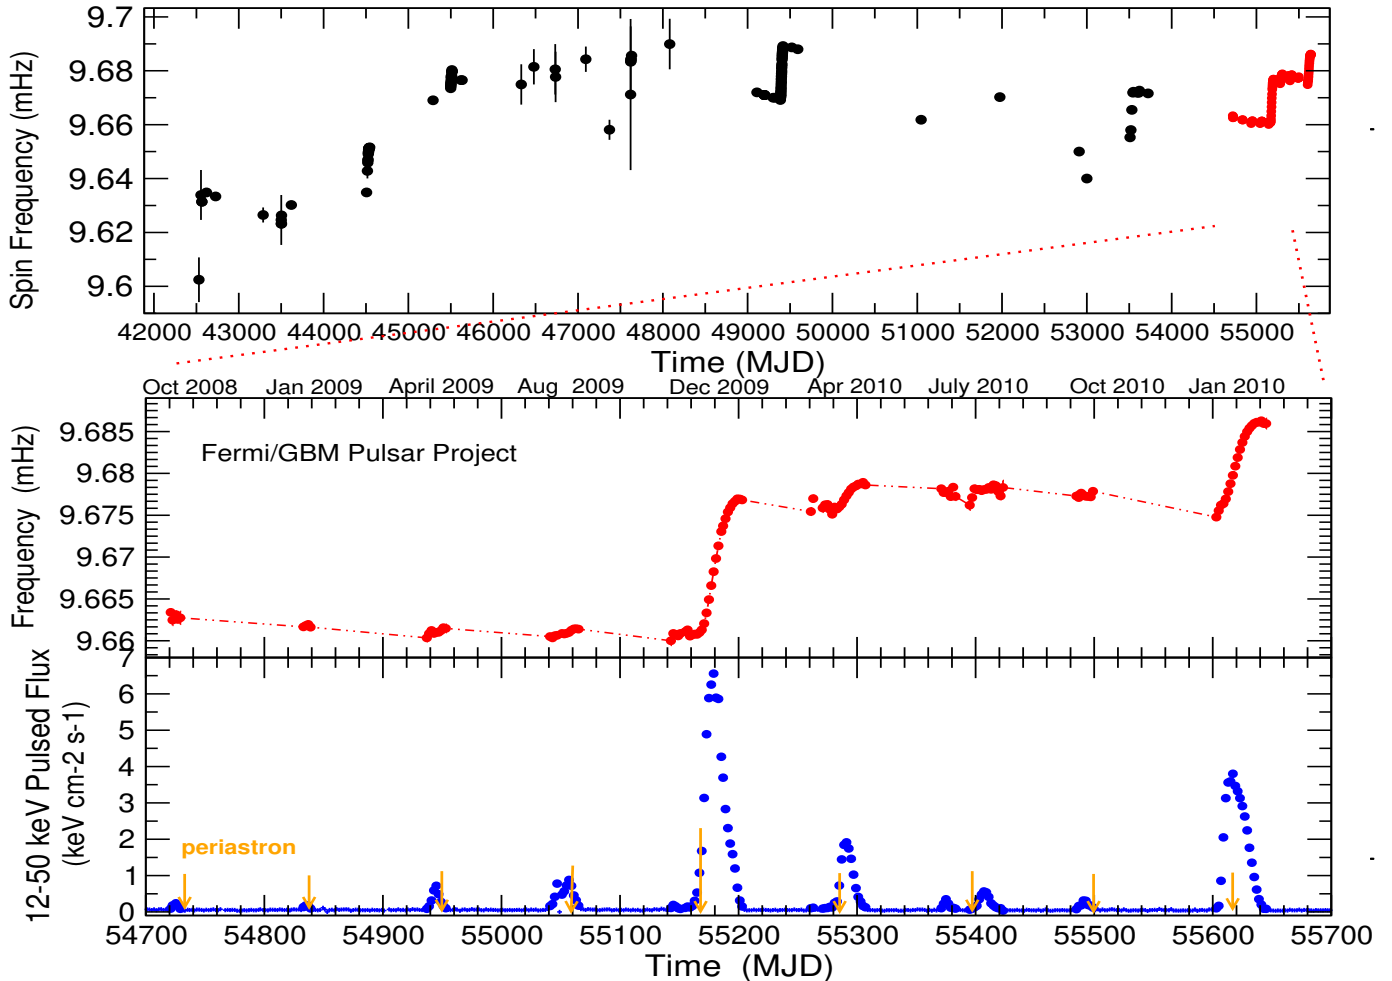 9.7
9.68
9.66
9.64
9.62
9.6
Spin Frequency (mHz)
42000 43000 44000 45000 46000 47000 48000 49000 50000 51000 52000 53000 54000 55000
Time (MJD)
Oct 2008 Jan 2009 April 2009 Aug 2009 Dec 2009 Apr 2010 July 2010 Oct 2010 Jan 2010
9.685
9.68
9.675
9.67
9.665
9.66
Frequency (mHz)
Fermi/GBM Pulsar Project
7
6
5
4
3
2
1
0
12-50 keV Pulsed Flux
(keV cm-2 s-1)
periastron
54700 54800 54900 55000 55100 55200 55300 55400 55500 55600 55700
Time (MJD)